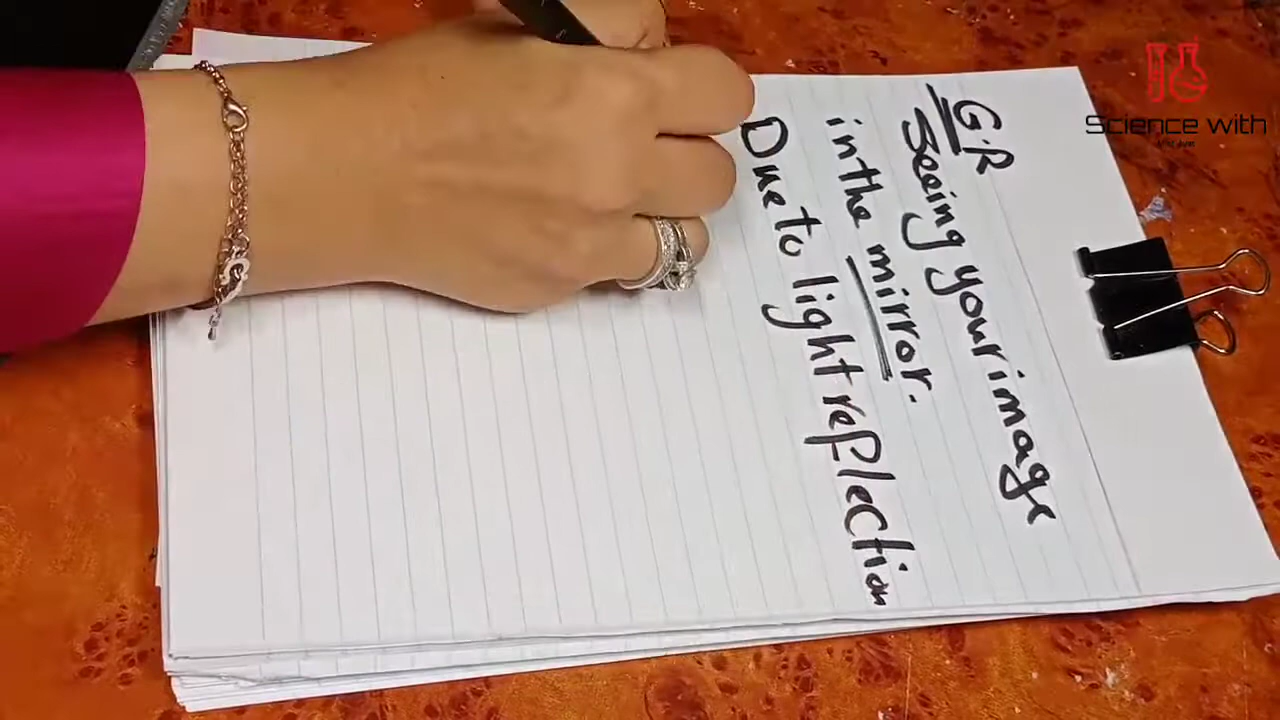 G.R
Seeing your image
in the mirror.
Due to light reflection
Science with